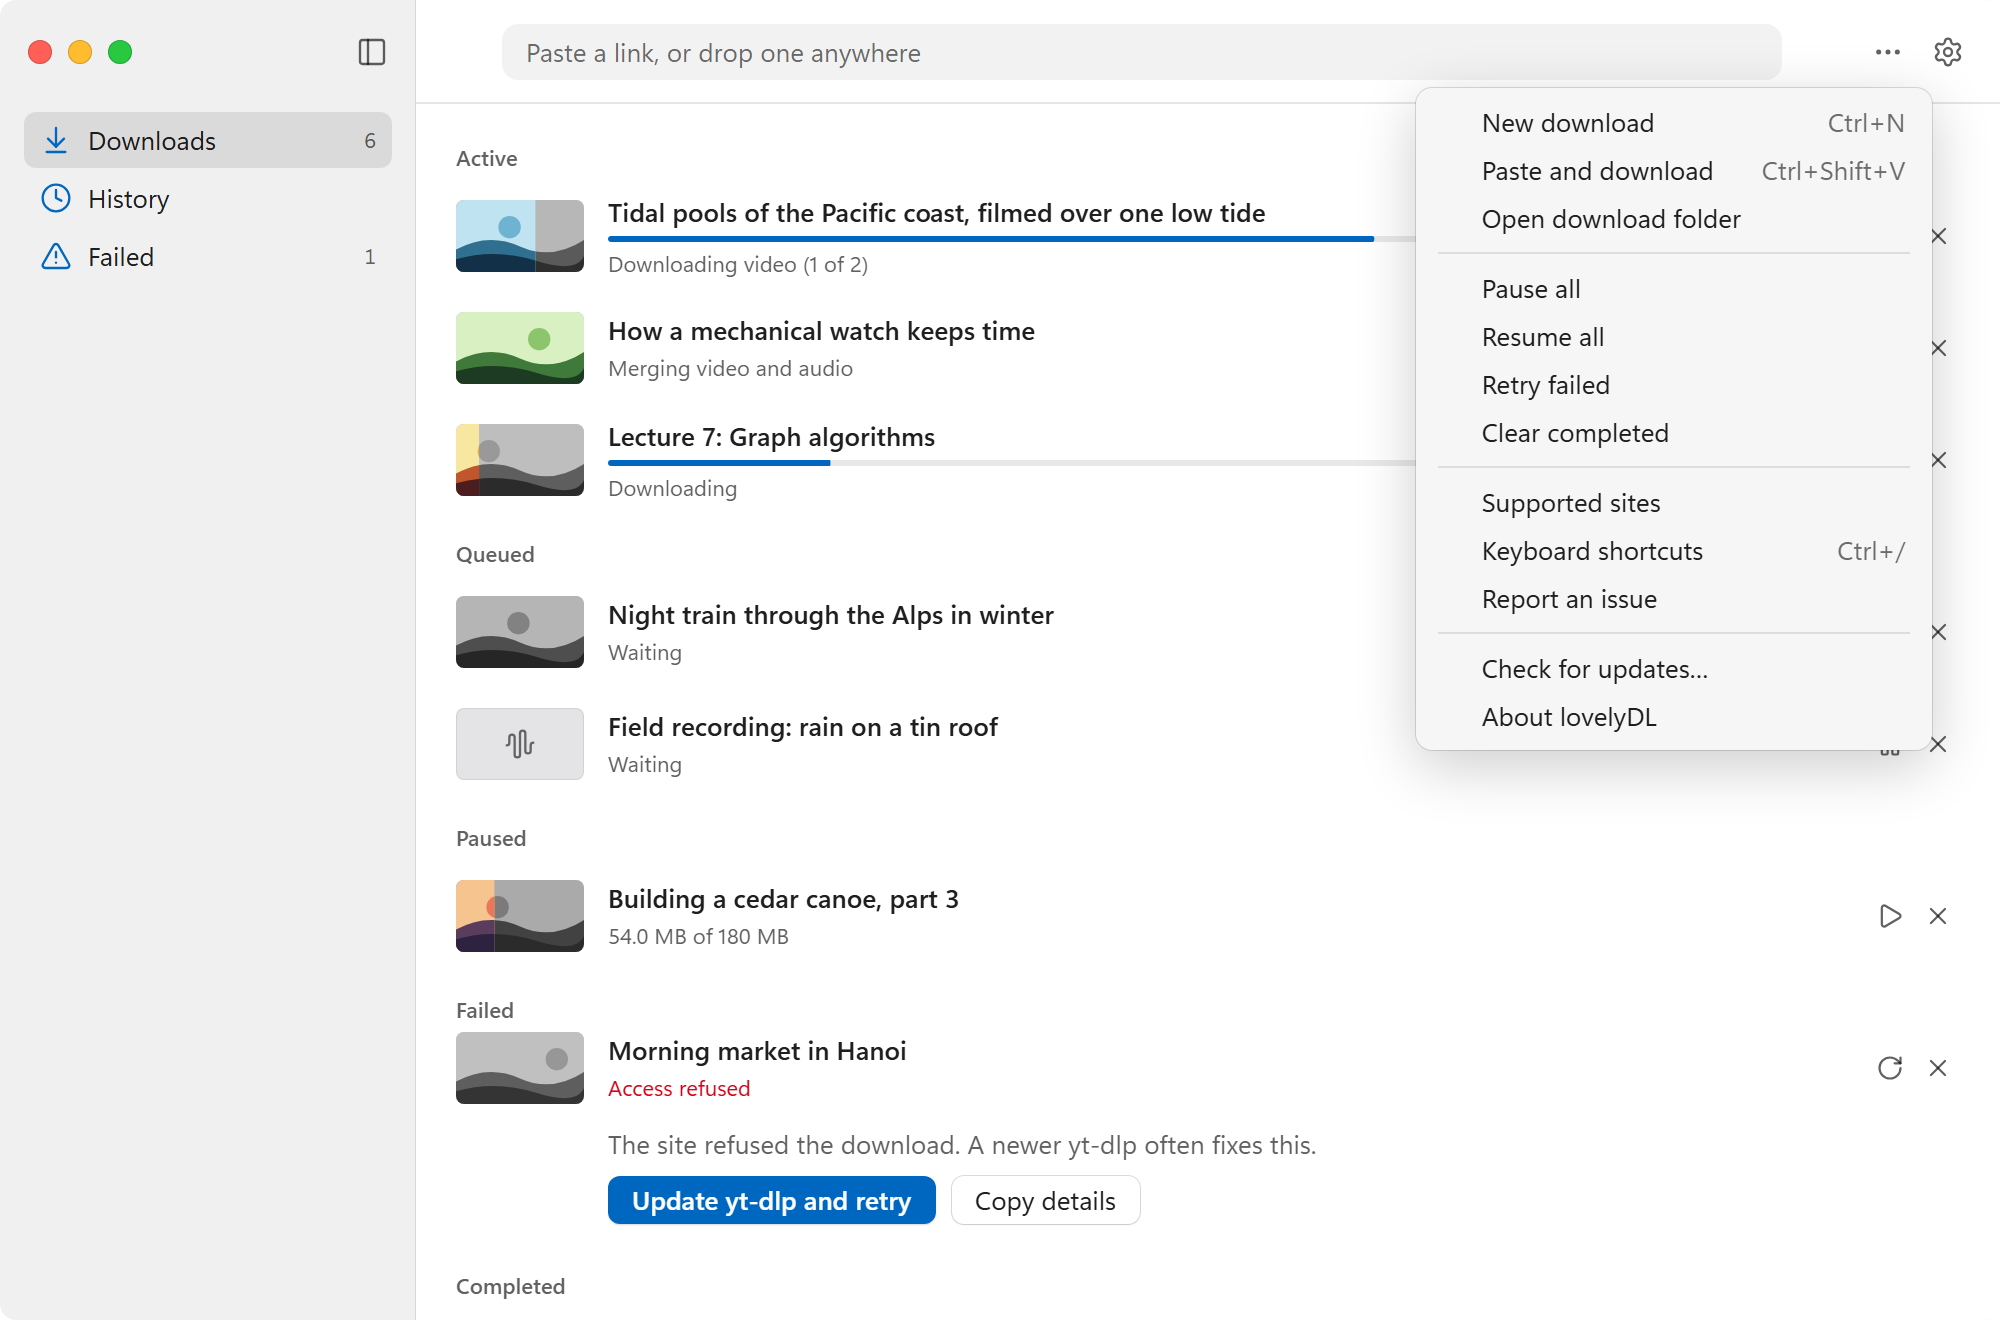 Paste a link, or drop one anywhere
Downloads 6
History
Failed 1
Active
Tidal pools of the Pacific coast, filmed over one low tide
Downloading video (1 of 2)
How a mechanical watch keeps time
Merging video and audio
Lecture 7: Graph algorithms
Downloading
Queued
Night train through the Alps in winter
Waiting
Field recording: rain on a tin roof
Waiting
Paused
Building a cedar canoe, part 3
54.0 MB of 180 MB
Failed
Morning market in Hanoi
Access refused
The site refused the download. A newer yt-dlp often fixes this.
Update yt-dlp and retry
Copy details
Completed
New download Ctrl+N
Paste and download Ctrl+Shift+V
Open download folder
Pause all
Resume all
Retry failed
Clear completed
Supported sites
Keyboard shortcuts Ctrl+/
Report an issue
Check for updates...
About lovelyDL